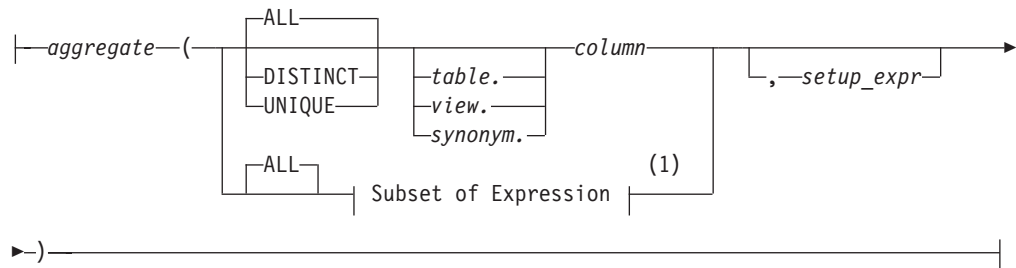 ALL
aggregate ( column
DISTINCT table. , setup_expr
UNIQUE view.
synonym.
ALL (1)
Subset of Expression
)